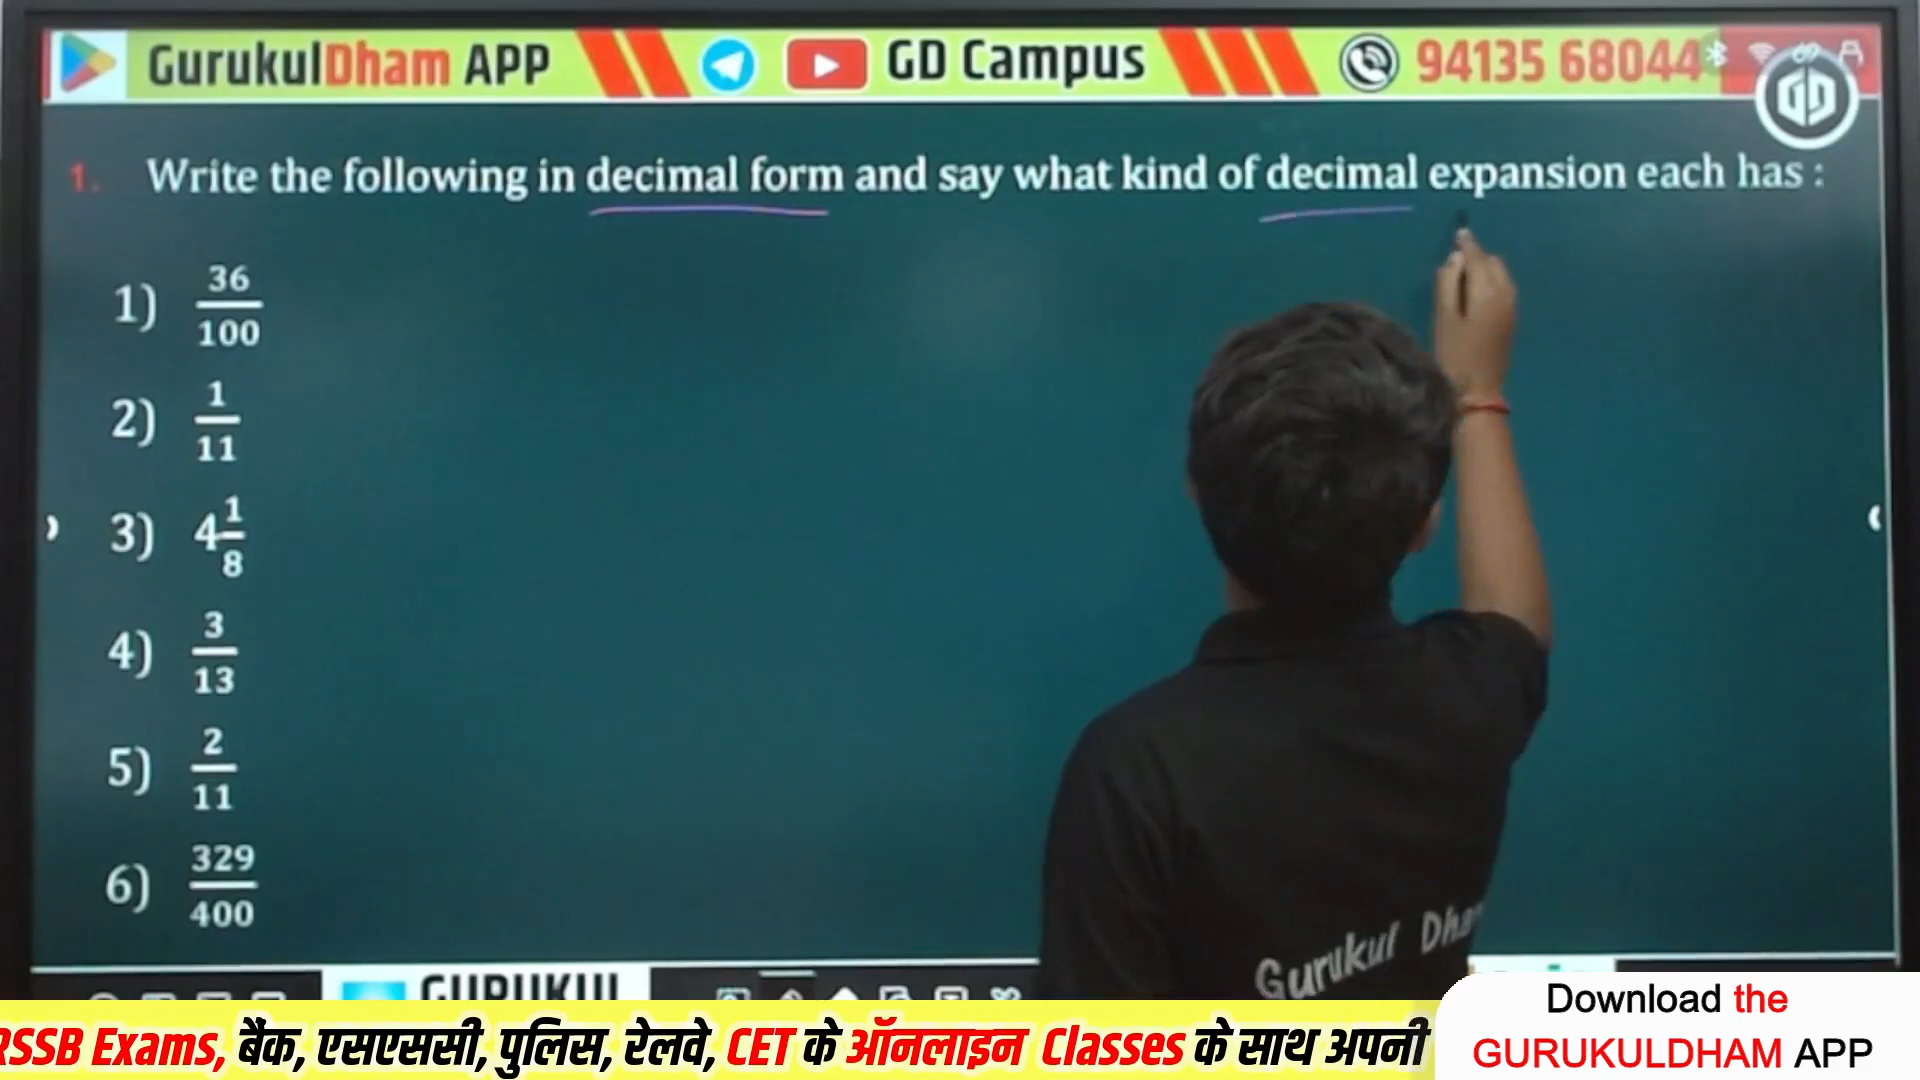 GurukulDham APP GD Campus 94135 68044
1. Write the following in decimal form and say what kind of decimal expansion each has :
1) 36/100
2) 1/11
3) 4 1/8
4) 3/13
5) 2/11
6) 329/400
Gurukul
GURUKUL
RSSB Exams, बैंक, एसएससी, पुलिस, रेलवे, CET के ऑनलाइन Classes के साथ अपनी
Download the
GURUKULDHAM APP